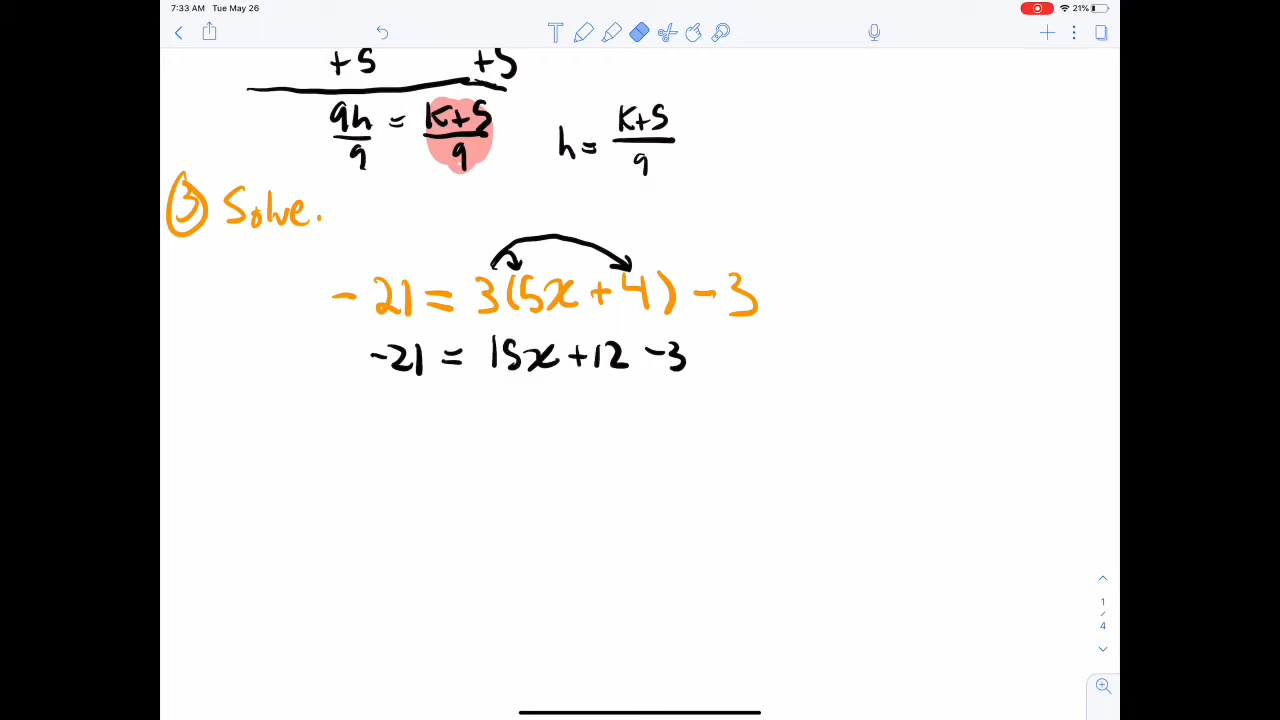 7:33 AM Tue May 26
21%
T
+5 +5
9h/9 = k+5/9
h = k+5/9
3 Solve.
-21 = 3(5x+4) -3
-21 = 15x+12 -3
1
/
4